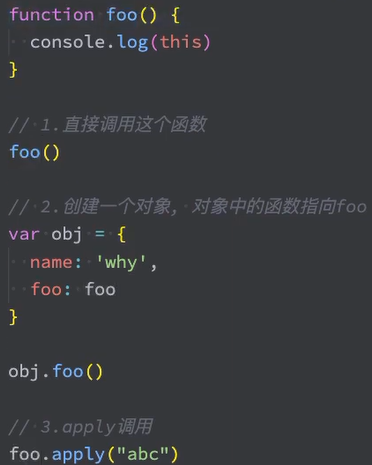 function foo() {
  console.log(this)
}
// 1.直接调用这个函数
foo()
// 2.创建一个对象, 对象中的函数指向foo
var obj = {
  name: 'why',
  foo: foo
}
obj.foo()
// 3.apply调用
foo.apply("abc")